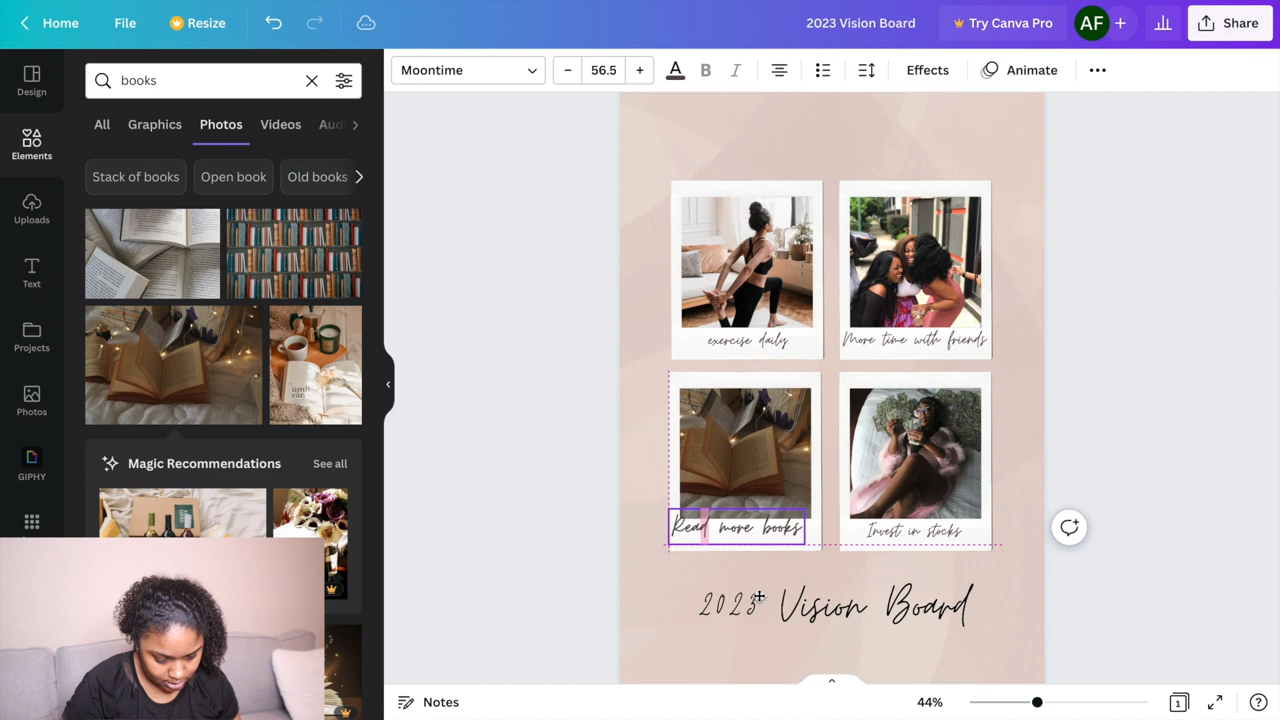 Home File Resize 2023 Vision Board Try Canva Pro AF + Share
books Moontime – 56.5 + A B I Effects Animate
Design
All Graphics Photos Videos Aud
Elements
Stack of books Open book Old books
Uploads
Text
Projects
Photos
GIPHY
ümit
var.
Magic Recommendations See all
exercise daily More time with friends
Read more books Invest in stocks
2023 Vision Board
Notes 44% 1 ?